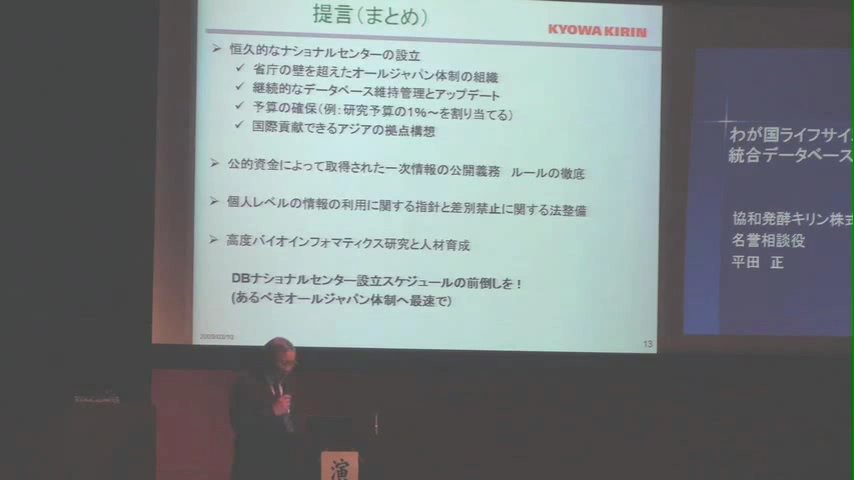 提言(まとめ)
KYOWA KIRIN
➢ 恒久的なナショナルセンターの設立
✓ 省庁の壁を超えたオールジャパン体制の組織
✓ 継続的なデータベース維持管理とアップデート
✓ 予算の確保(例:研究予算の1%~を割り当てる)
✓ 国際貢献できるアジアの拠点構想
➢ 公的資金によって取得された一次情報の公開義務 ルールの徹底
➢ 個人レベルの情報の利用に関する指針と差別禁止に関する法整備
➢ 高度バイオインフォマティクス研究と人材育成
DBナショナルセンター設立スケジュールの前倒しを!
(あるべきオールジャパン体制へ最速で)
13
わが国ライフサイ
統合データベース
協和発酵キリン株式
名誉相談役
平田 正
演